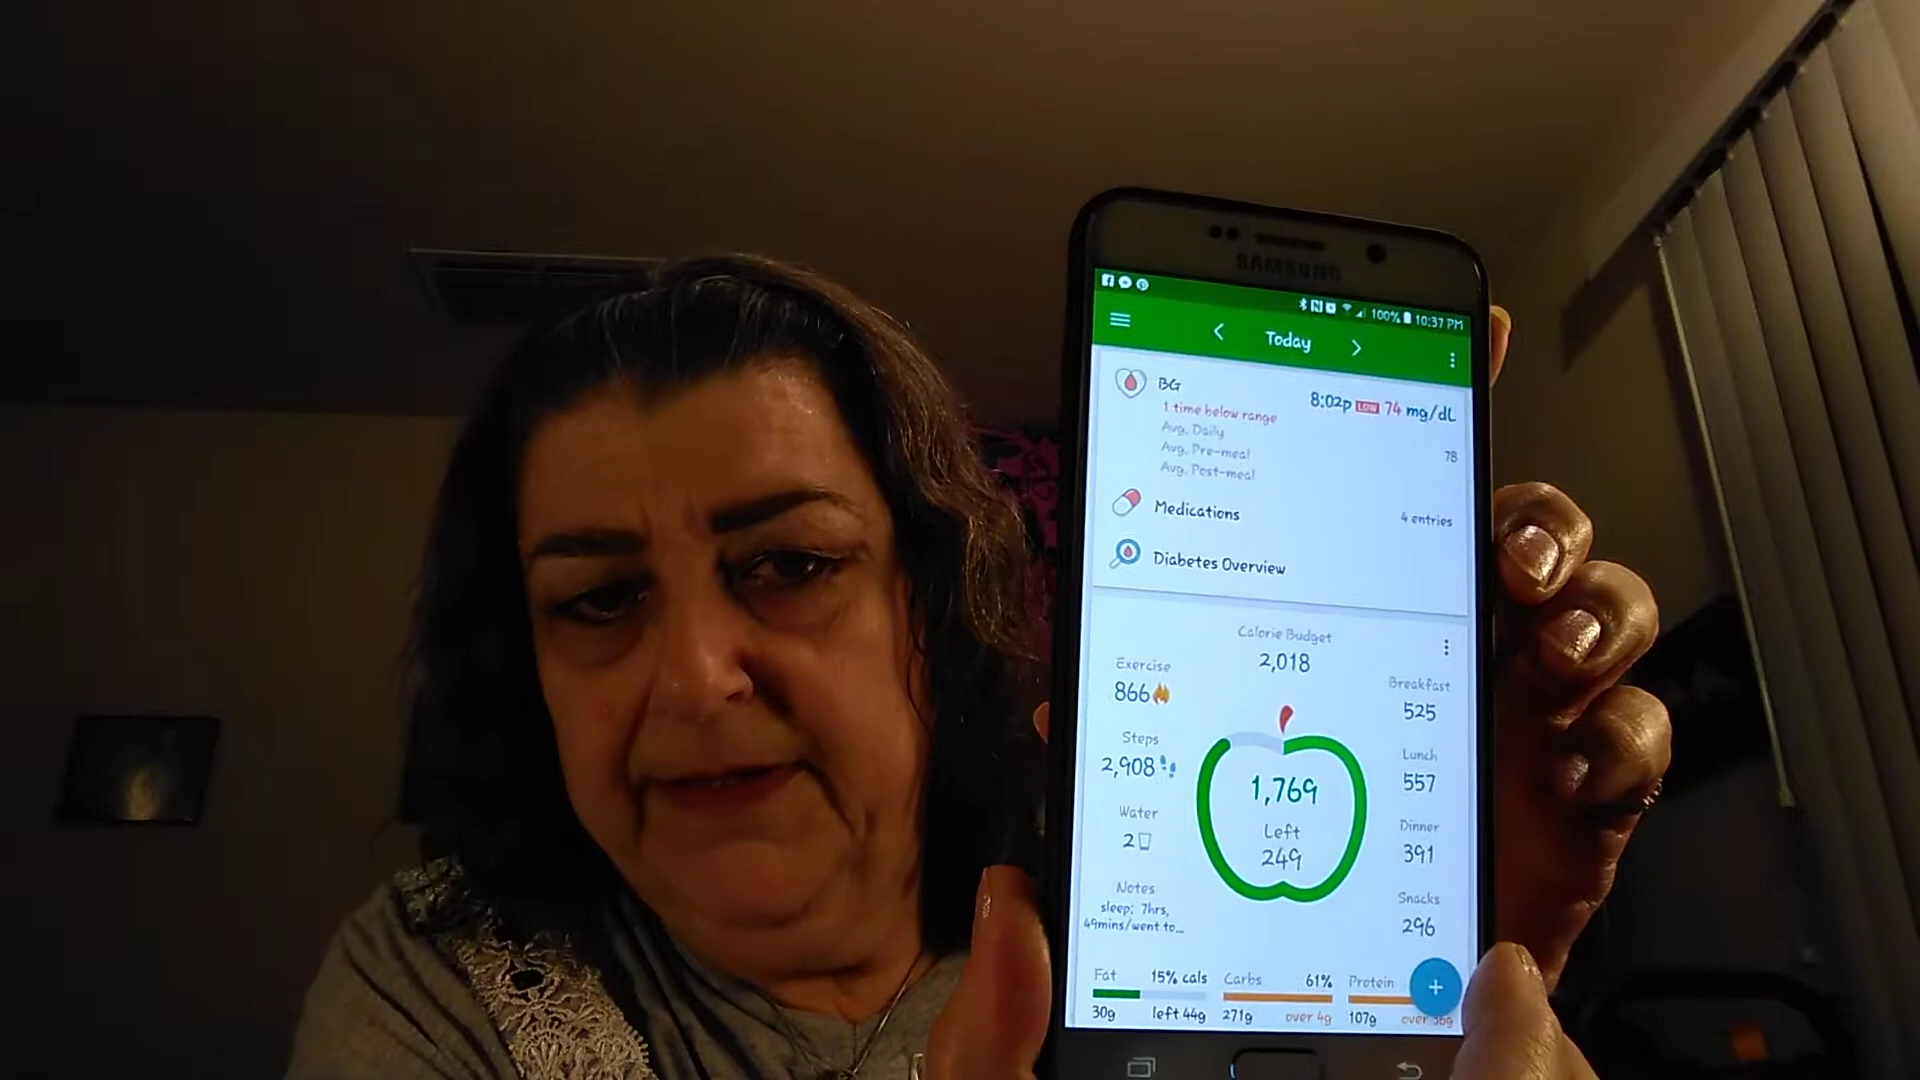 SAMSUNG
100% 10:37 PM
Today
BG
8:02p LOW 74 mg/dL
1 time below range
Avg. Daily
Avg. Pre-meal 78
Avg. Post-meal
Medications 4 entries
Diabetes Overview
Calorie Budget
2,018
Exercise
866
Steps
2,908
Water
2
Notes
sleep: 7hrs,
49mins/went to...
1,769
Left
249
Breakfast
525
Lunch
557
Dinner
391
Snacks
296
Fat 15% cals
30g left 44g
Carbs 61%
271g over 4g
Protein
107g over
+